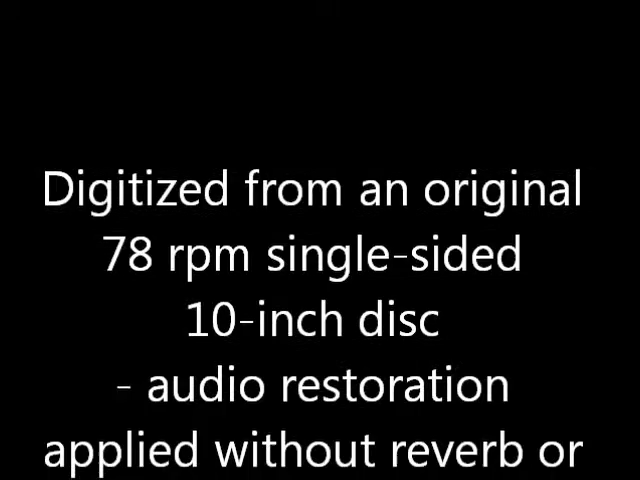 Digitized from an original
78 rpm single-sided
10-inch disc
- audio restoration
applied without reverb or